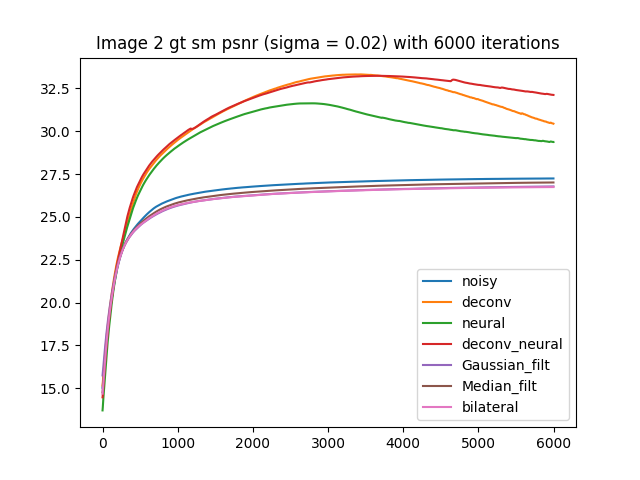 Image 2 gt sm psnr (sigma = 0.02) with 6000 iterations
32.5
30.0
27.5
25.0
22.5
20.0
17.5
15.0
noisy
deconv
neural
deconv_neural
Gaussian_filt
Median_filt
bilateral
0 1000 2000 3000 4000 5000 6000